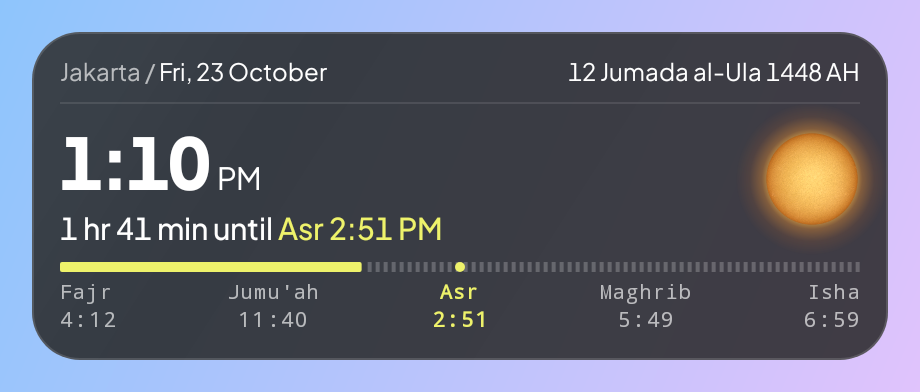 Jakarta / Fri, 23 October
12 Jumada al-Ula 1448 AH
1:10 PM
1 hr 41 min until Asr 2:51 PM
Fajr Jumu'ah Asr Maghrib Isha
4:12 11:40 2:51 5:49 6:59